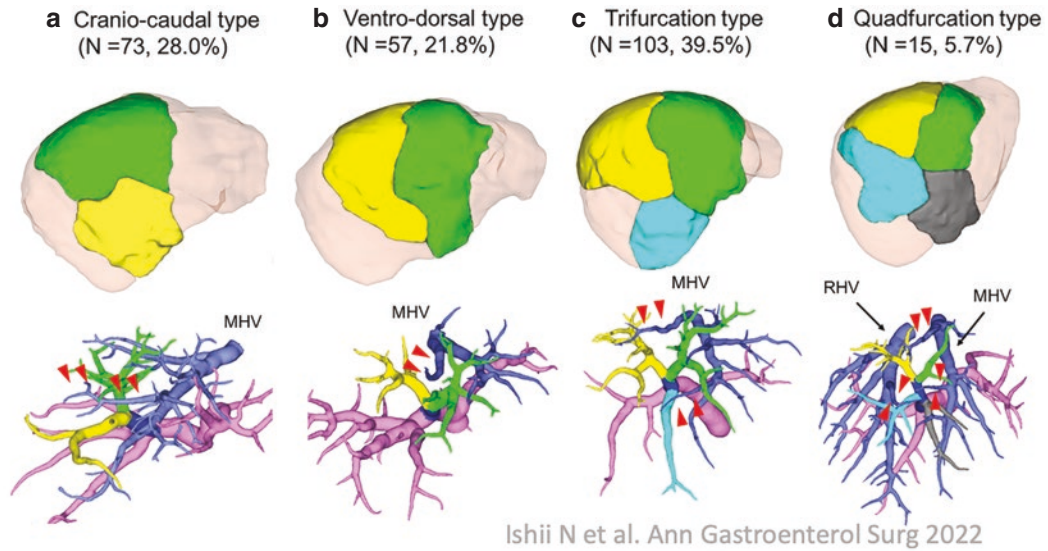 a Cranio-caudal type
(N =73, 28.0%)
b Ventro-dorsal type
(N =57, 21.8%)
c Trifurcation type
(N =103, 39.5%)
d Quadfurcation type
(N =15, 5.7%)
MHV
MHV
MHV
RHV
MHV
Ishii N et al. Ann Gastroenterol Surg 2022